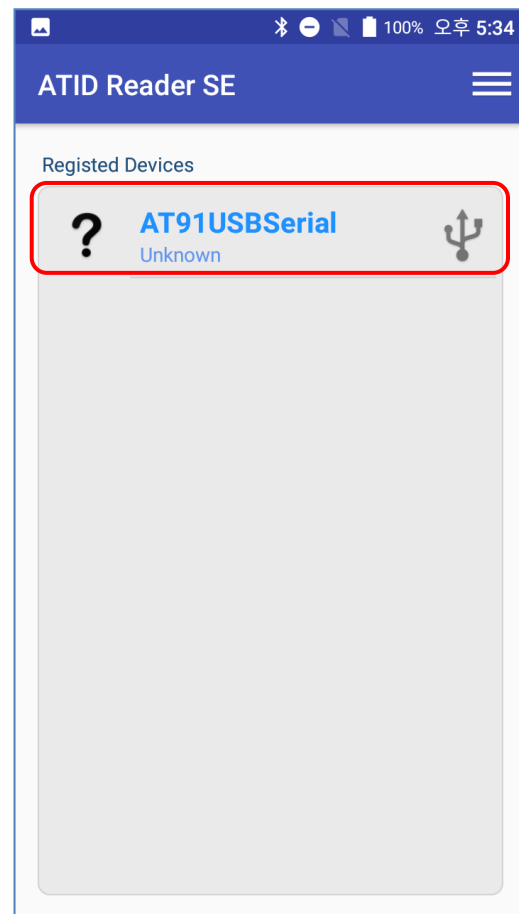 100% 오후 5:34
ATID Reader SE
Registed Devices
?
AT91USBSerial
Unknown